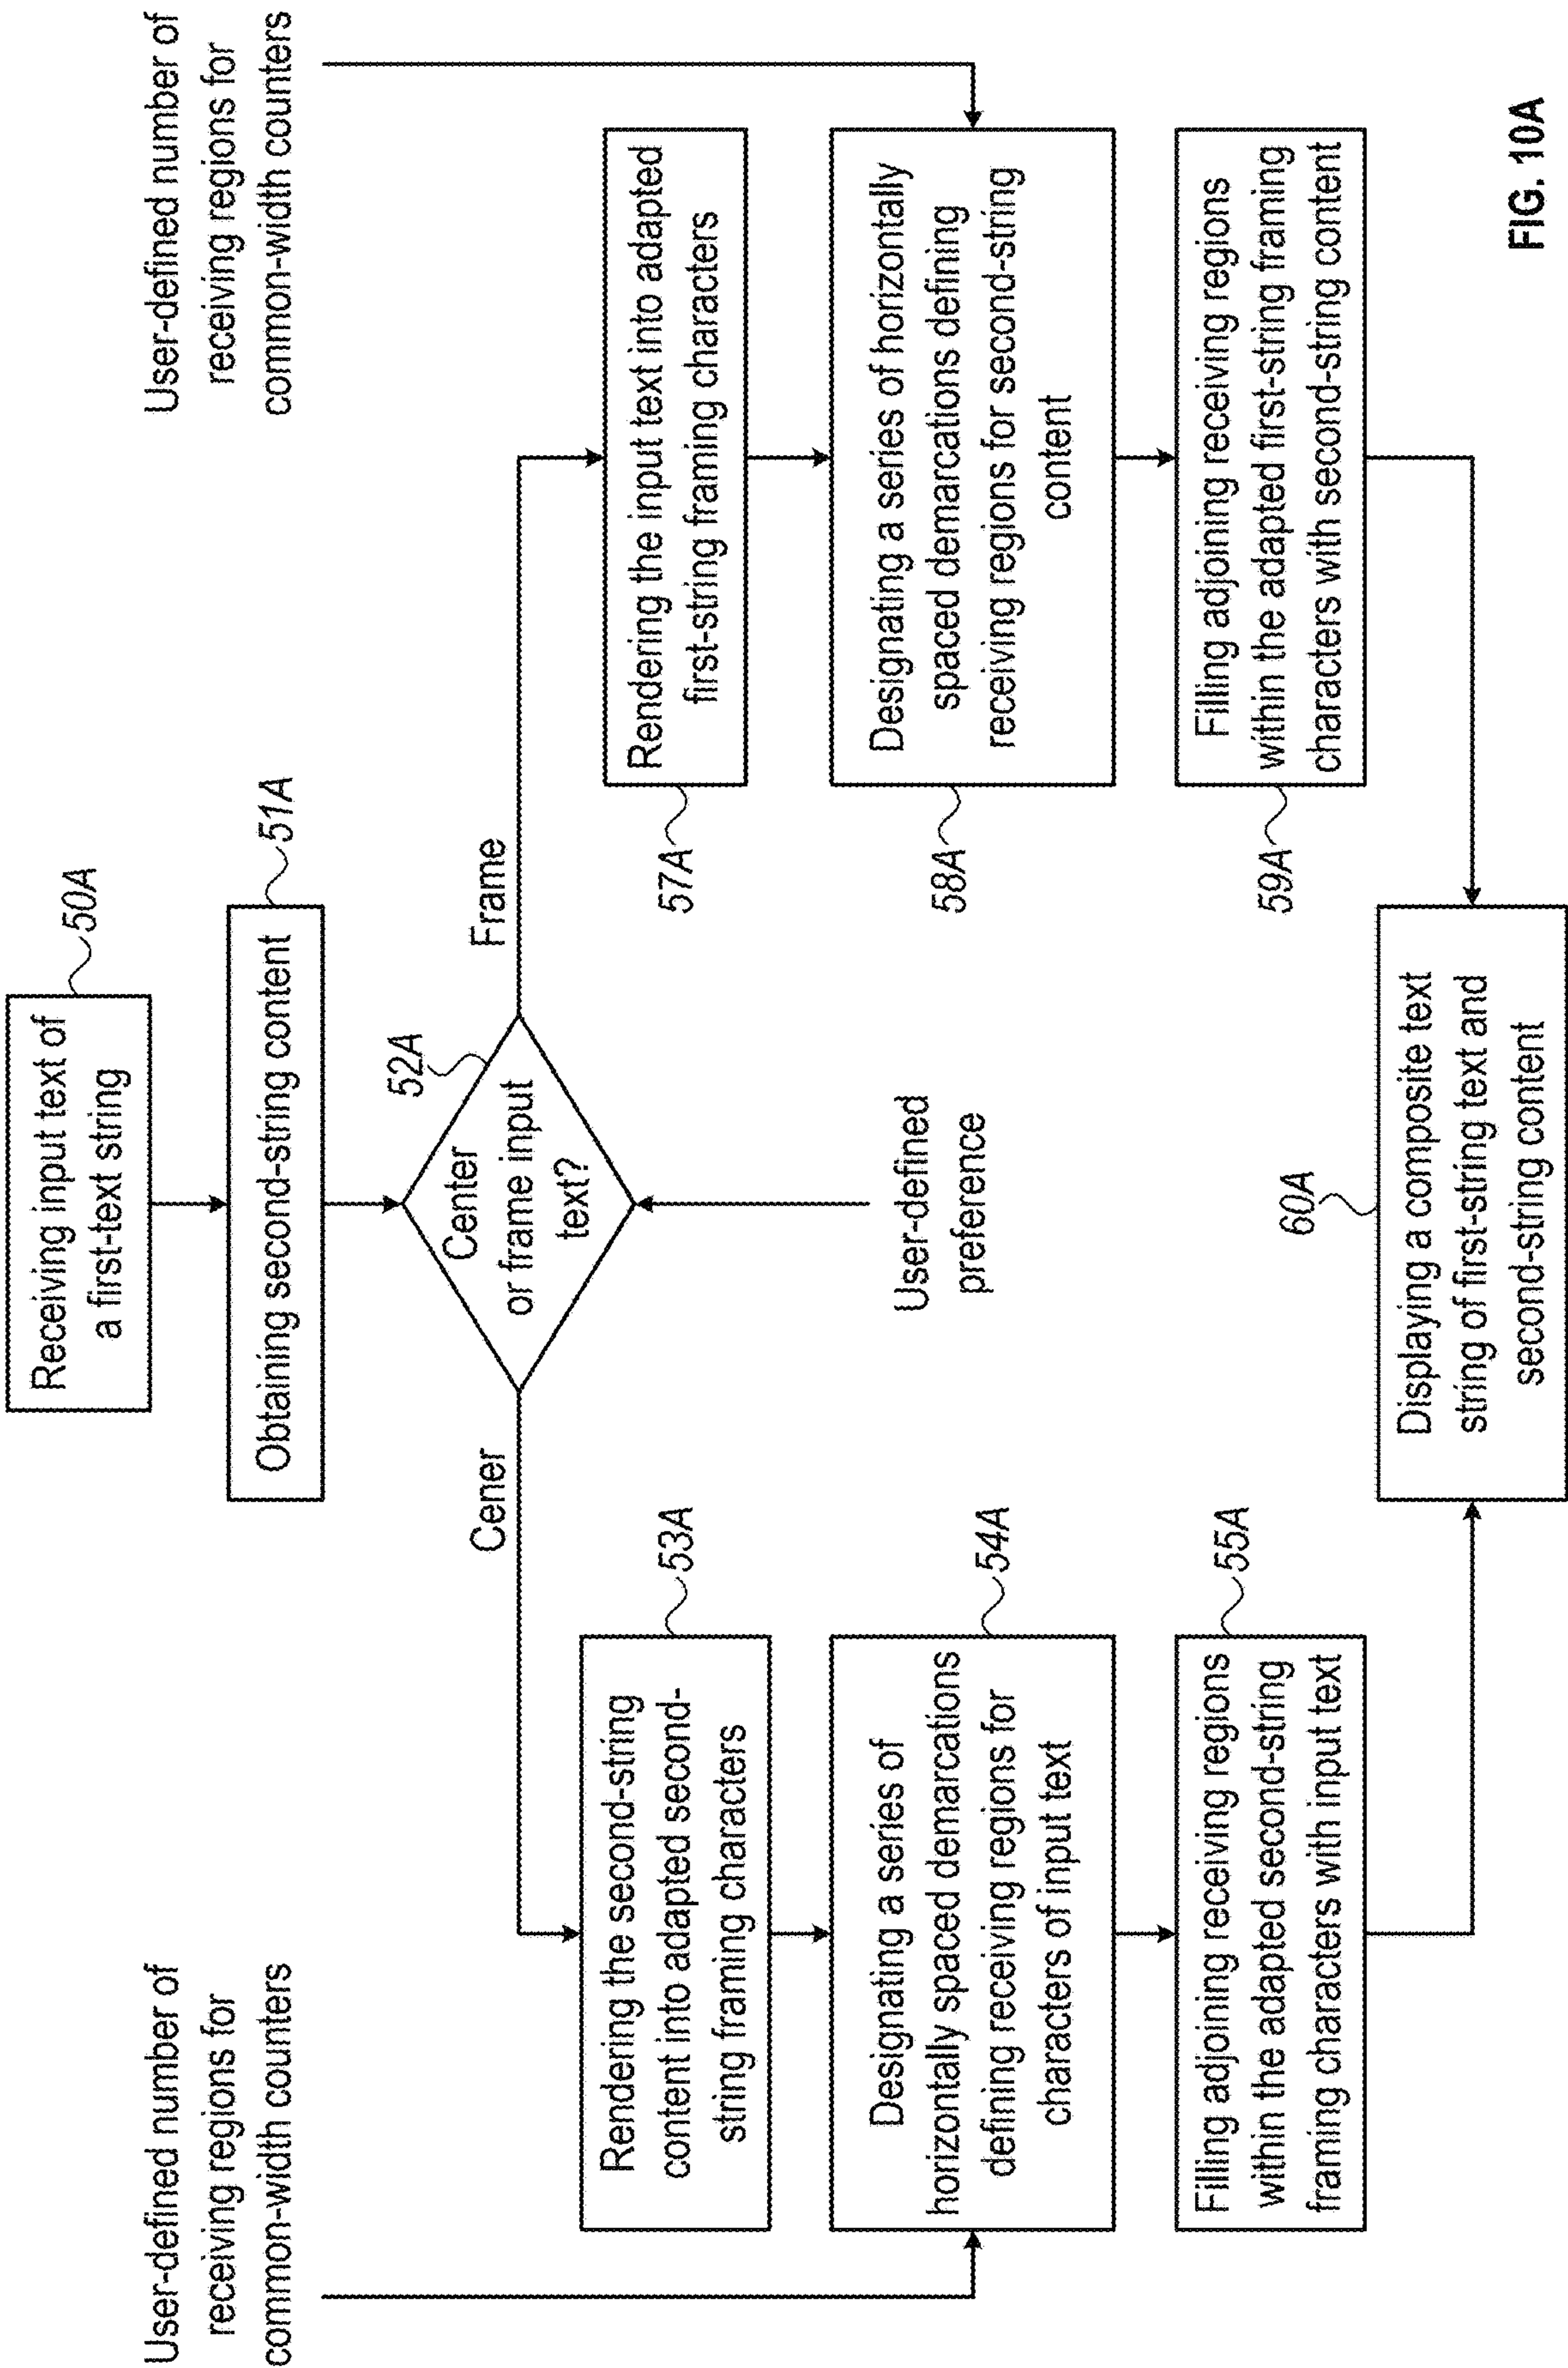 Receiving input text of
a first-text string
50A
Obtaining second-string content
51A
User-defined number of
receiving regions for
common-width counters
User-defined number of
receiving regions for
common-width counters
52A
Center
or frame input
text?
Cener
Frame
User-defined
preference
Rendering the second-string
content into adapted second-
string framing characters
53A
57A
Rendering the input text into adapted
first-string framing characters
Designating a series of
horizontally spaced demarcations
defining receiving regions for
characters of input text
54A
58A
Designating a series of horizontally
spaced demarcations defining
receiving regions for second-string
content
Filling adjoining receiving regions
within the adapted second-string
framing characters with input text
55A
59A
Filling adjoining receiving regions
within the adapted first-string framing
characters with second-string content
60A
Displaying a composite text
string of first-string text and
second-string content
FIG. 10A